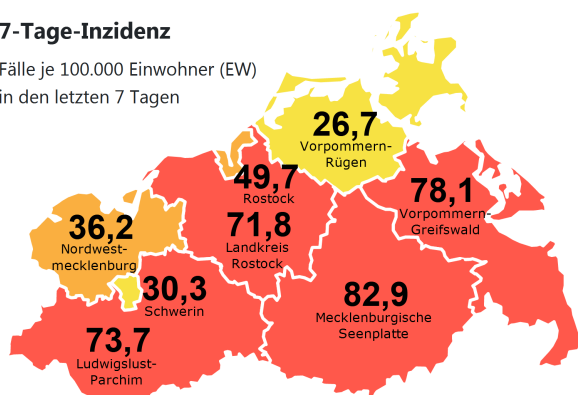 7-Tage-Inzidenz
Fälle je 100.000 Einwohner (EW)
in den letzten 7 Tagen
26,7
Vorpommern-
Rügen
49,7
Rostock
78,1
Vorpommern-
Greifswald
36,2
Nordwest-
mecklenburg
71,8
Landkreis
Rostock
30,3
Schwerin
82,9
Mecklenburgische
Seenplatte
73,7
Ludwigslust-
Parchim